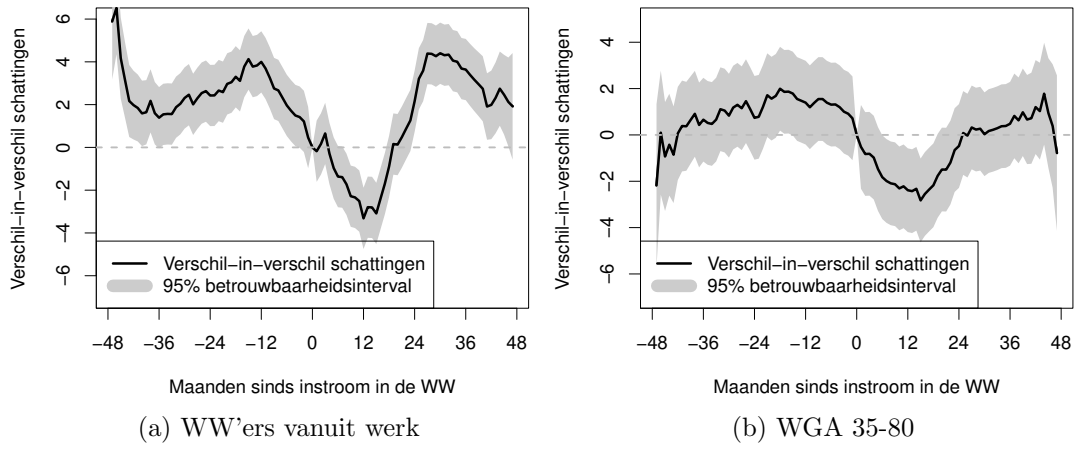 Verschil−in−verschil schattingen
6
4
2
0
−2
−4
−6
Verschil−in−verschil schattingen
95% betrouwbaarheidsinterval
−48 −36 −24 −12 0 12 24 36 48
Maanden sinds instroom in de WW
(a) WW'ers vanuit werk
Verschil−in−verschil schattingen
4
2
0
−2
−4
−6
Verschil−in−verschil schattingen
95% betrouwbaarheidsinterval
−48 −36 −24 −12 0 12 24 36 48
Maanden sinds instroom in de WW
(b) WGA 35-80